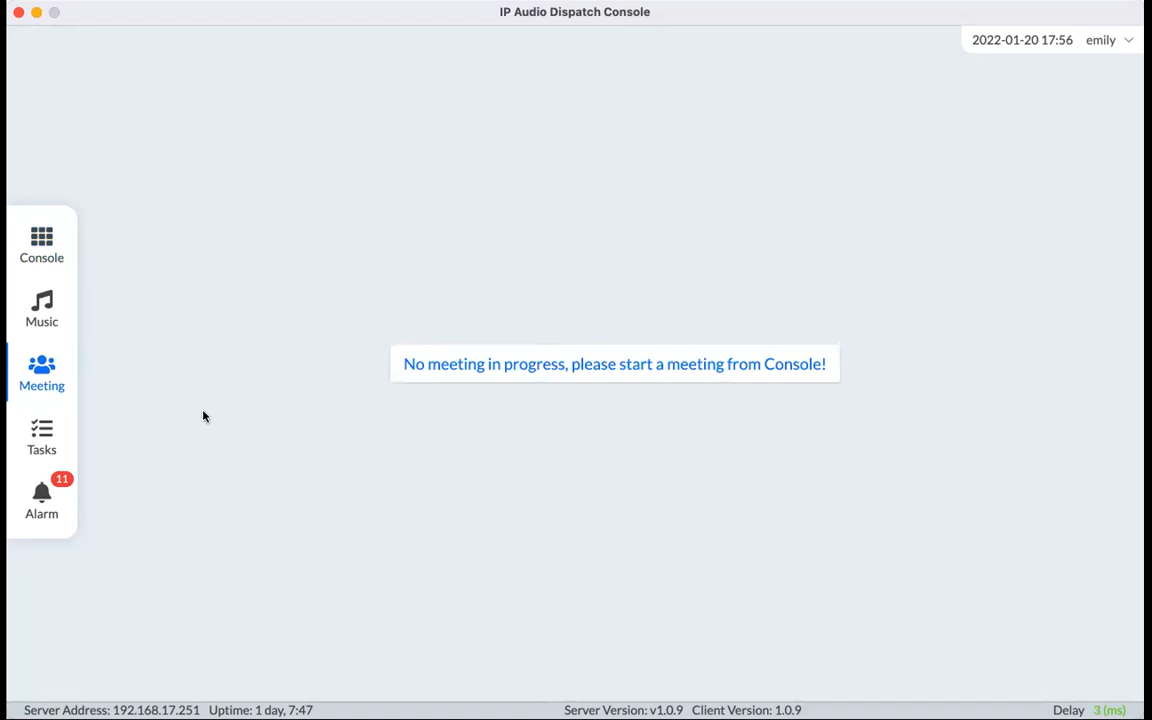 IP Audio Dispatch Console
2022-01-20 17:56 emily
Console
Music
Meeting
Tasks
11
Alarm
No meeting in progress, please start a meeting from Console!
Server Address: 192.168.17.251 Uptime: 1 day, 7:47 Server Version: v1.0.9 Client Version: 1.0.9 Delay 3 (ms)